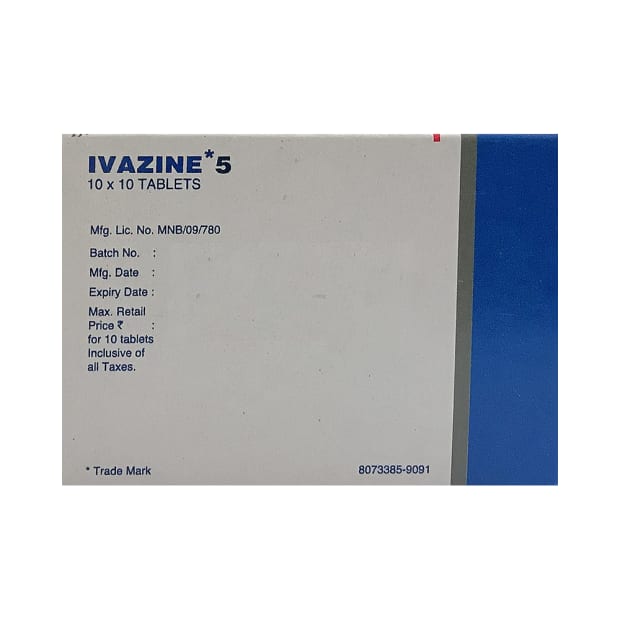 IVAZINE*5
10 x 10 TABLETS
Mfg. Lic. No. MNB/09/780
Batch No. :
Mfg. Date :
Expiry Date :
Max. Retail
Price ₹ :
for 10 tablets
Inclusive of
all Taxes.
* Trade Mark
8073385-9091